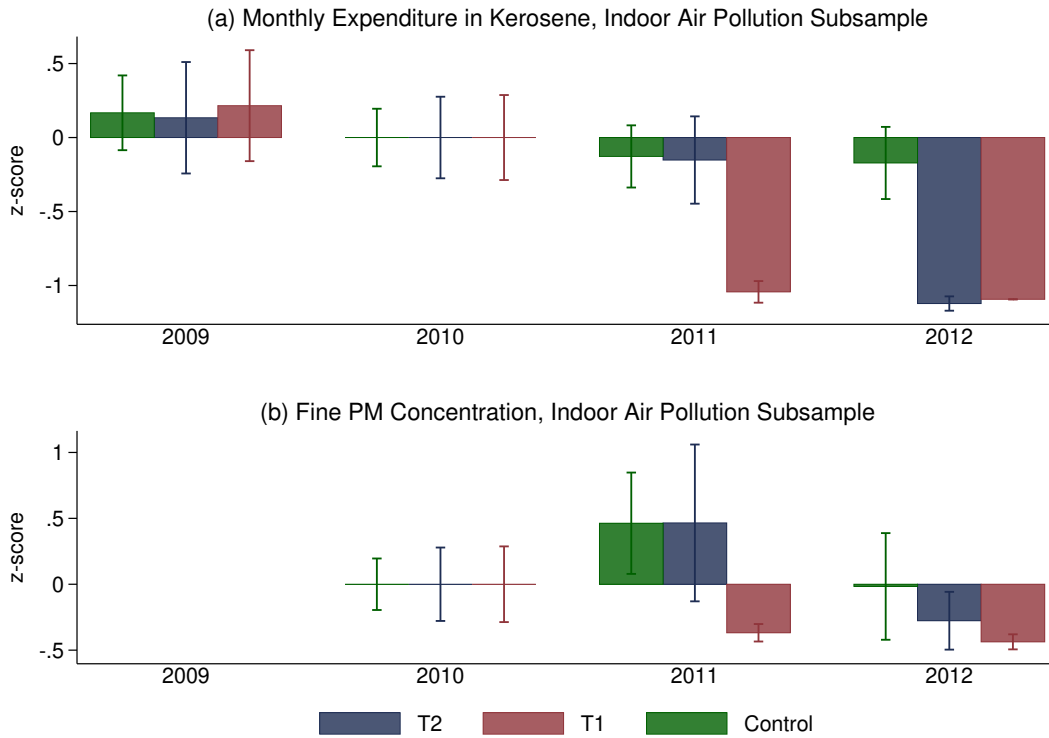 (a) Monthly Expenditure in Kerosene, Indoor Air Pollution Subsample
z-score
.5
0
-.5
-1
2009 2010 2011 2012
(b) Fine PM Concentration, Indoor Air Pollution Subsample
z-score
1
.5
0
-.5
2009 2010 2011 2012
T2 T1 Control